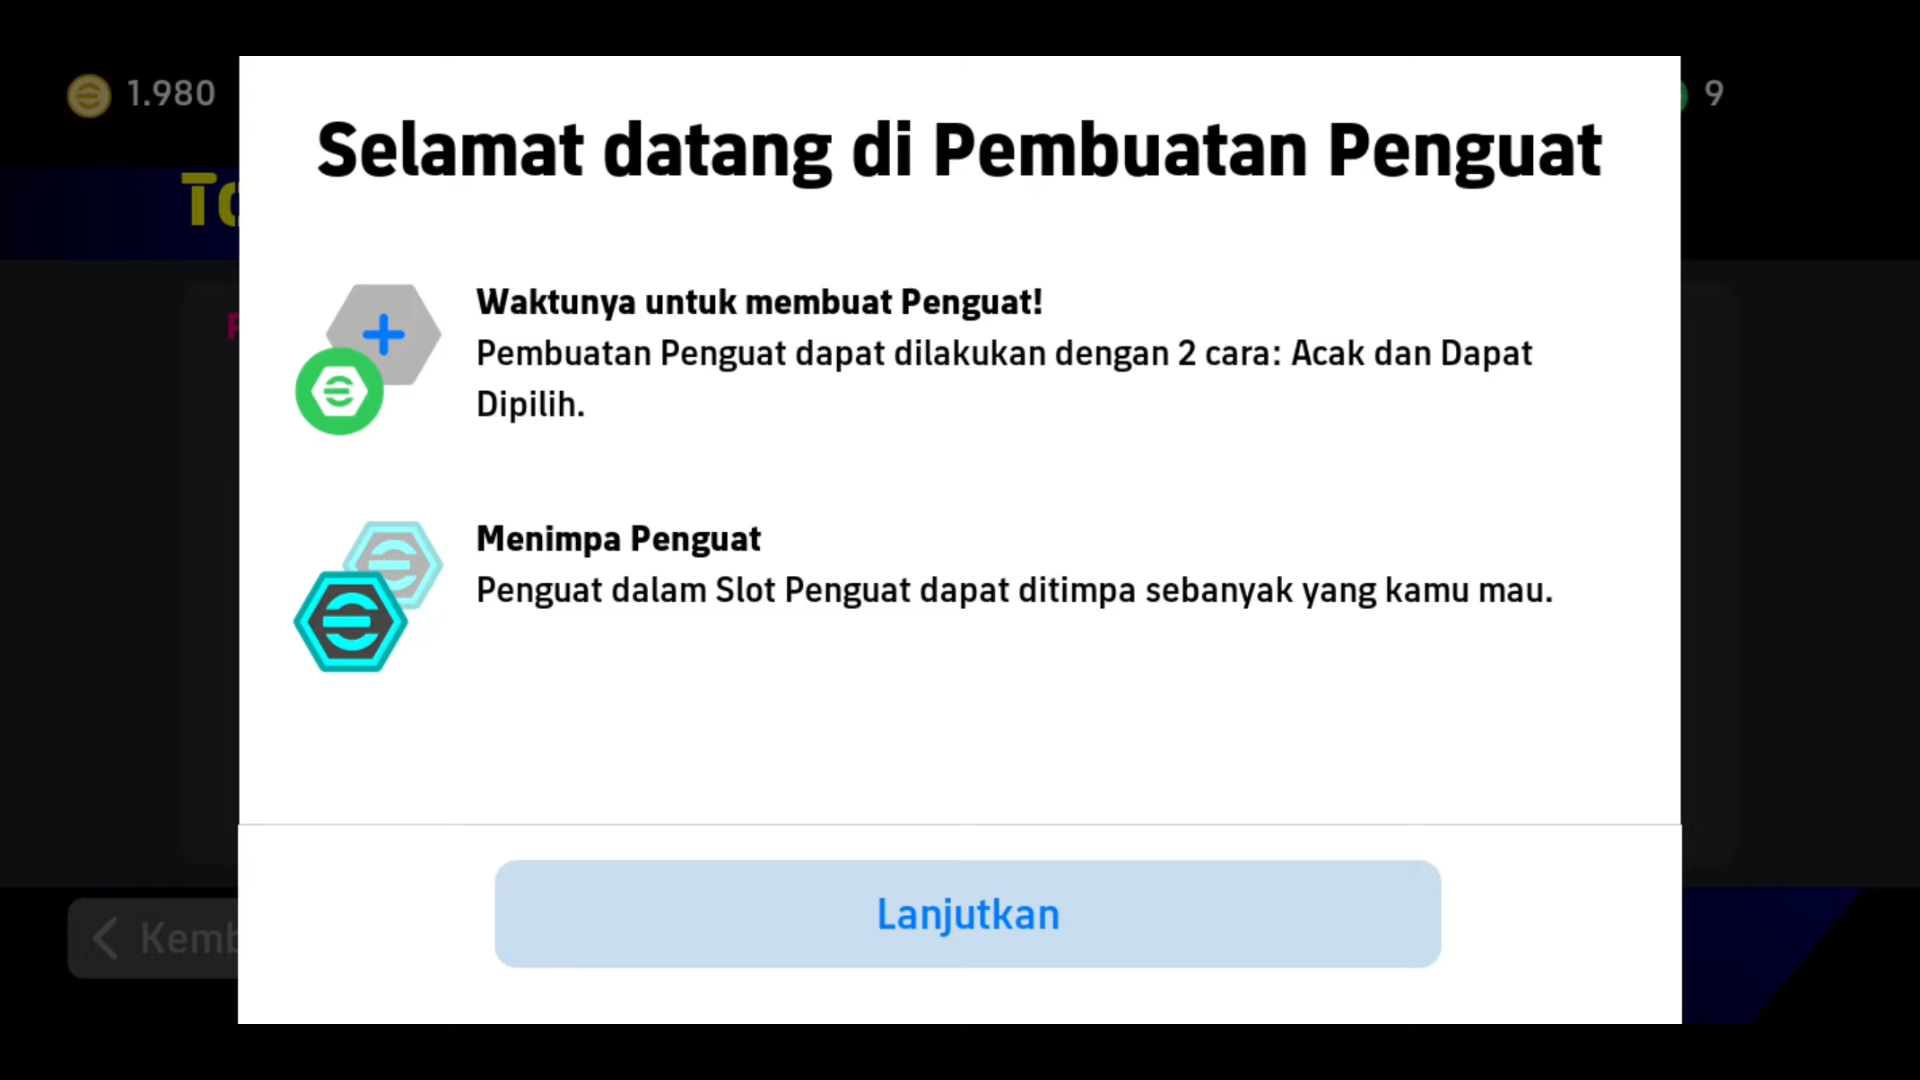 1.980
9
Selamat datang di Pembuatan Penguat
Waktunya untuk membuat Penguat!
Pembuatan Penguat dapat dilakukan dengan 2 cara: Acak dan Dapat
Dipilih.
Menimpa Penguat
Penguat dalam Slot Penguat dapat ditimpa sebanyak yang kamu mau.
Lanjutkan